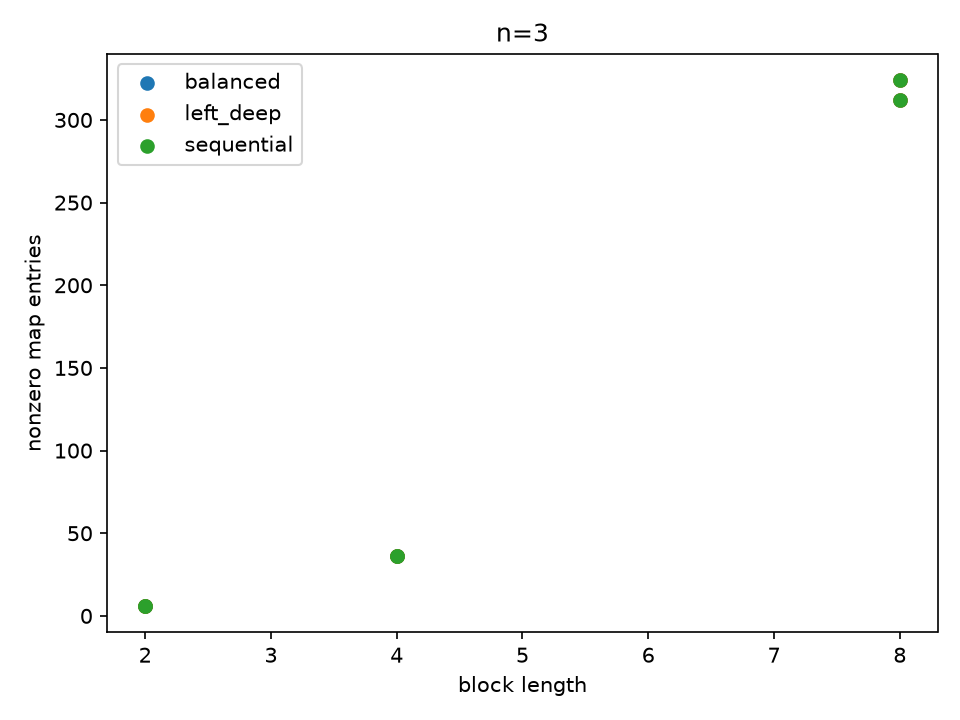 n=3
balanced
left_deep
sequential
300
250
200
150
100
50
0
nonzero map entries
2 3 4 5 6 7 8
block length